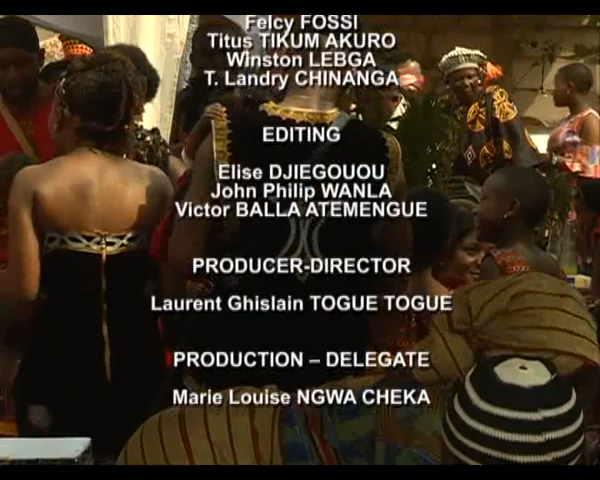 Felcy FOSSI
Titus TIKUM AKURO
Winston LEBGA
T. Landry CHINANGA
EDITING
Elise DJIEGOUOU
John Philip WANLA
Victor BALLA ATEMENGUE
PRODUCER-DIRECTOR
Laurent Ghislain TOGUE TOGUE
PRODUCTION – DELEGATE
Marie Louise NGWA CHEKA